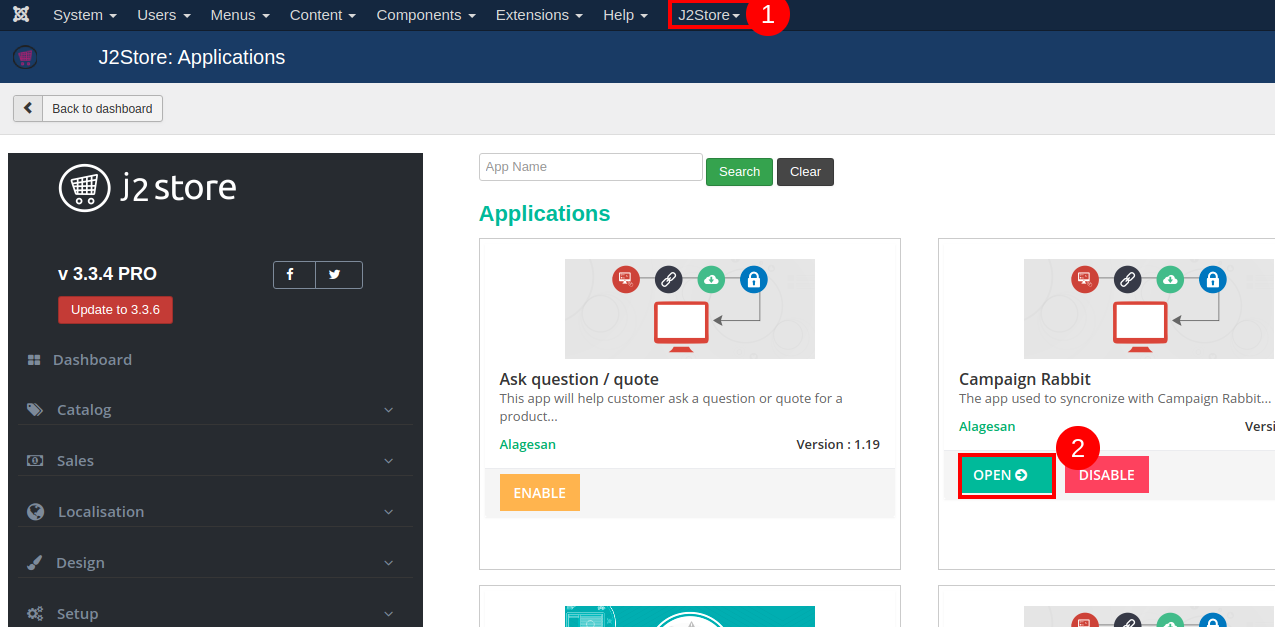 System Users Menus Content Components Extensions Help J2Store 1
J2Store: Applications
Back to dashboard
j2store
v 3.3.4 PRO
Update to 3.3.6
Dashboard
Catalog
Sales
Localisation
Design
Setup
App Name Search Clear
Applications
Ask question / quote
This app will help customer ask a question or quote for a
product...
Alagesan Version : 1.19
ENABLE
Campaign Rabbit
The app used to syncronize with Campaign Rabbit...
Alagesan Versi
2
OPEN DISABLE